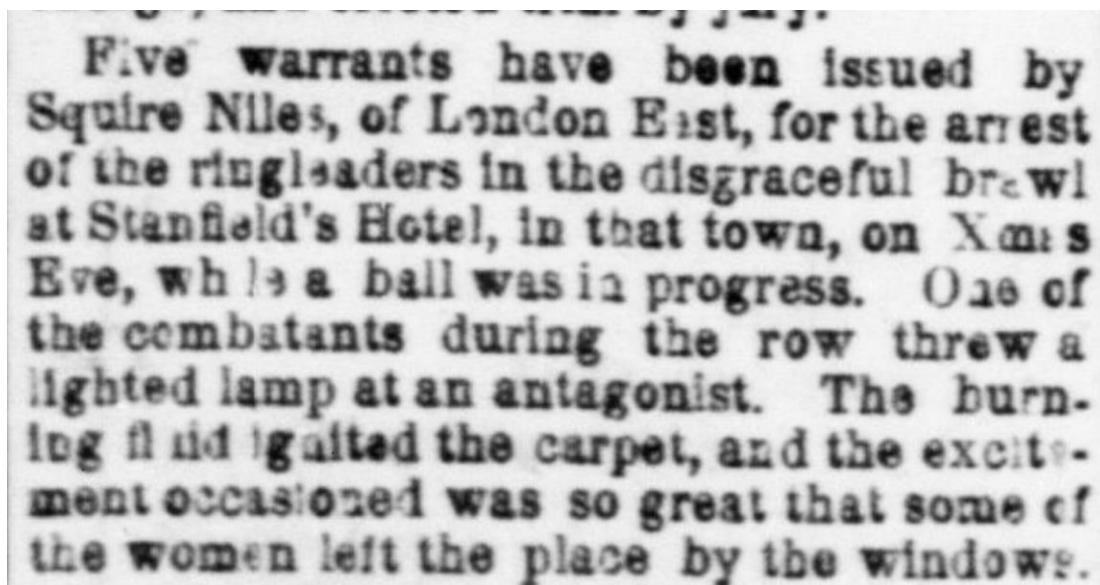 by jury.
Five warrants have been issued by
Squire Niles, of London East, for the arrest
of the ringleaders in the disgraceful brawl
at Stanfield's Hotel, in that town, on Xmas
Eve, while a ball was in progress. One of
the combatants during the row threw a
lighted lamp at an antagonist. The burn-
ing fluid ignited the carpet, and the excite-
ment occasioned was so great that some of
the women left the place by the windows.